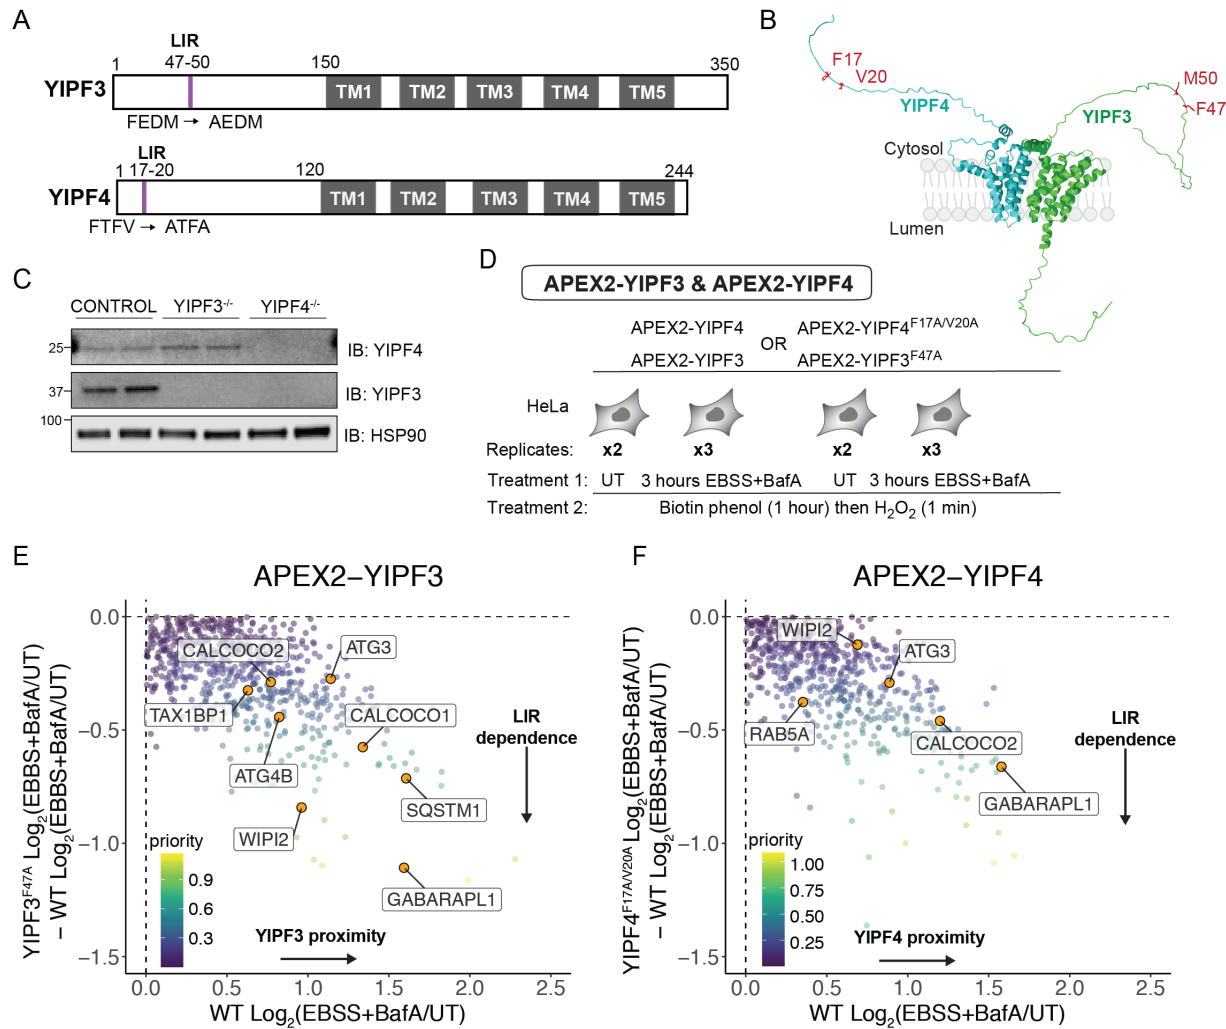 A
LIR
1 47-50 150 350
YIPF3 TM1 TM2 TM3 TM4 TM5
FEDM → AEDM
LIR
1 17-20 120 244
YIPF4 TM1 TM2 TM3 TM4 TM5
FTFV → ATFA
B
F17
V20
YIPF4
M50
F47
YIPF3
Cytosol
Lumen
C
CONTROL YIPF3-/- YIPF4-/-
25 IB: YIPF4
37 IB: YIPF3
100 IB: HSP90
D
APEX2-YIPF3 & APEX2-YIPF4
APEX2-YIPF4 OR APEX2-YIPF4F17A/V20A
APEX2-YIPF3 APEX2-YIPF3F47A
HeLa
Replicates: x2 x3 x2 x3
Treatment 1: UT 3 hours EBSS+BafA UT 3 hours EBSS+BafA
Treatment 2: Biotin phenol (1 hour) then H2O2 (1 min)
E
APEX2–YIPF3
YIPF3F47A Log2(EBBS+BafA/UT)
– WT Log2(EBBS+BafA/UT)
0.0
−0.5
−1.0
−1.5
CALCOCO2
ATG3
TAX1BP1
CALCOCO1
ATG4B
SQSTM1
WIPI2
GABARAPL1
LIR
dependence
priority
0.9
0.6
0.3
YIPF3 proximity
0.0 0.5 1.0 1.5 2.0 2.5
WT Log2(EBSS+BafA/UT)
F
APEX2–YIPF4
YIPF4F17A/V20A Log2(EBBS+BafA/UT)
– WT Log2(EBBS+BafA/UT)
0.0
−0.5
−1.0
−1.5
WIPI2
ATG3
RAB5A
CALCOCO2
GABARAPL1
LIR
dependence
priority
1.00
0.75
0.50
0.25
YIPF4 proximity
0.0 0.5 1.0 1.5 2.0 2.5
WT Log2(EBSS+BafA/UT)